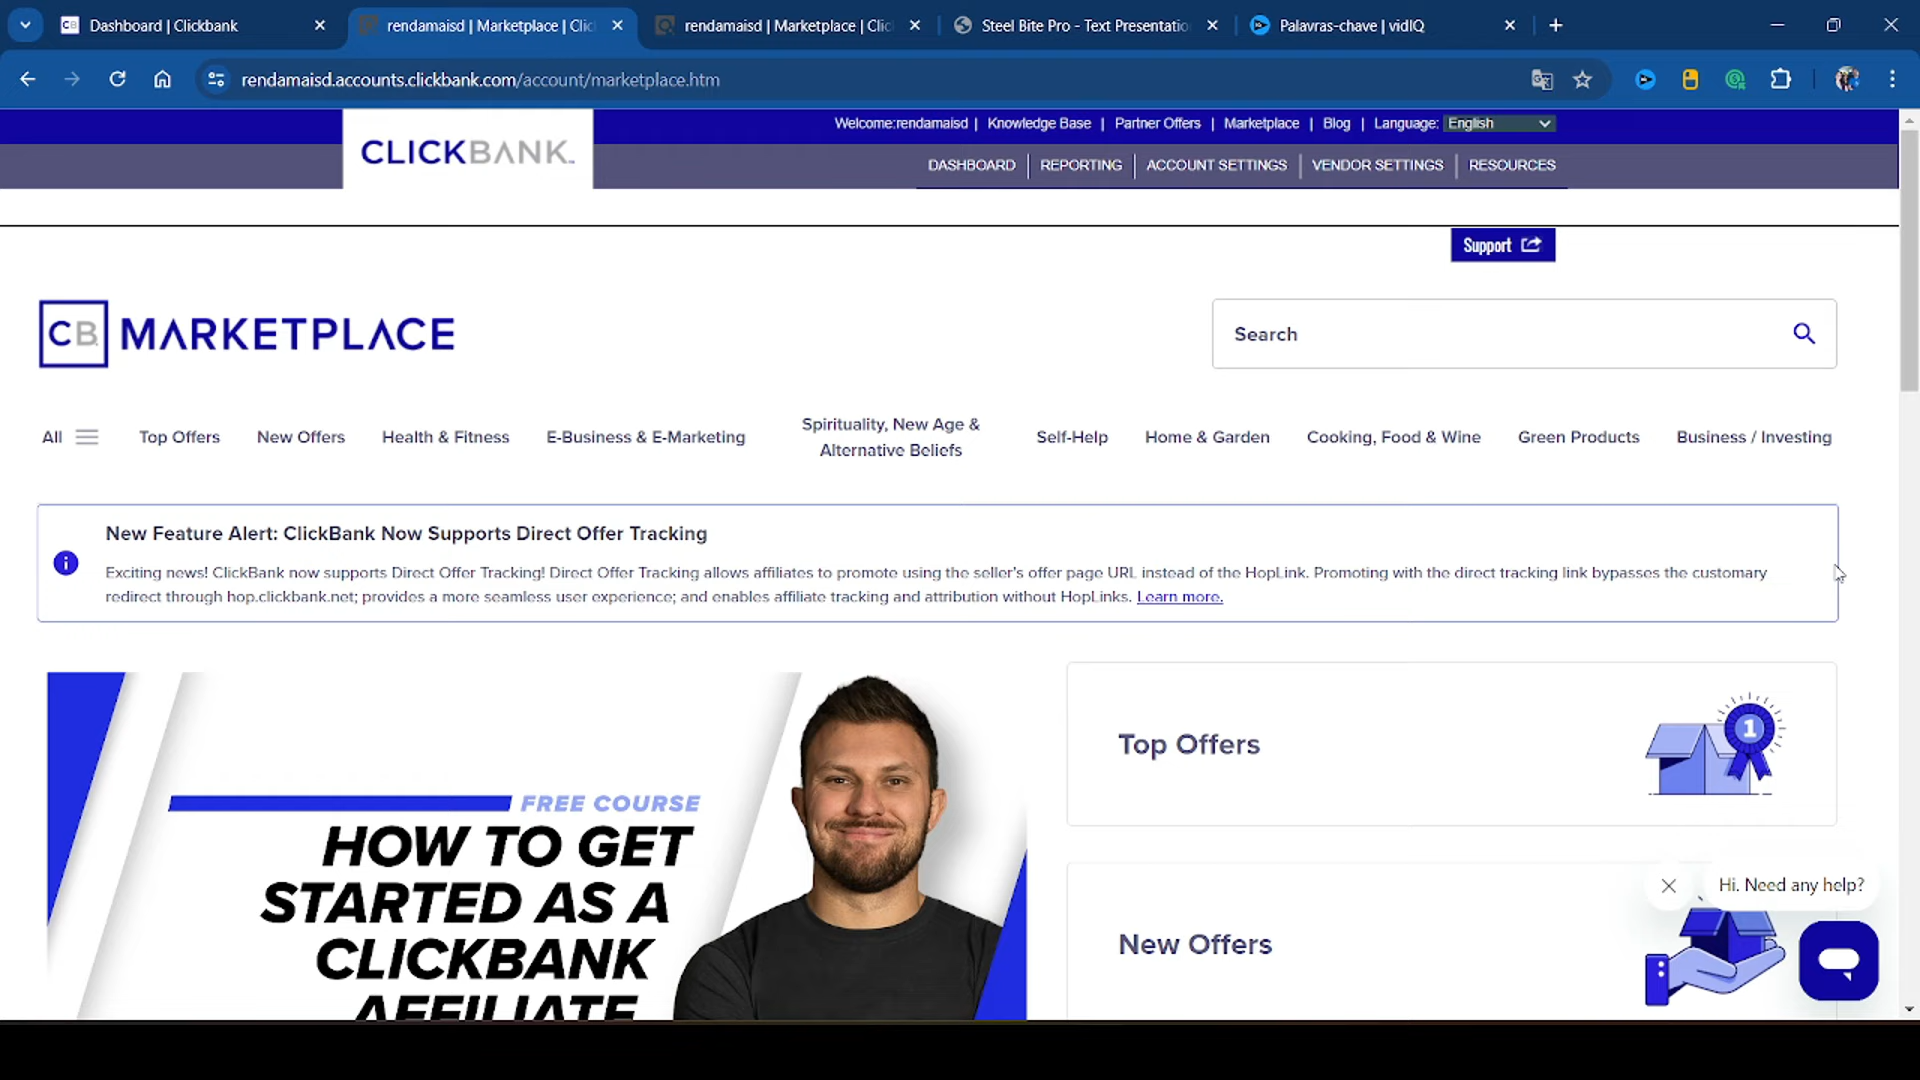 Dashboard | Clickbank
rendamaisd | Marketplace | Clic
rendamaisd | Marketplace | Clic
Steel Bite Pro - Text Presentatio
Palavras-chave | vidIQ
rendamaisd.accounts.clickbank.com/account/marketplace.htm
Welcome:rendamaisd | Knowledge Base | Partner Offers | Marketplace | Blog | Language: English
CLICKBANK
DASHBOARD | REPORTING | ACCOUNT SETTINGS | VENDOR SETTINGS | RESOURCES
Support
CB MARKETPLACE
Search
All
Top Offers
New Offers
Health & Fitness
E-Business & E-Marketing
Spirituality, New Age &
Alternative Beliefs
Self-Help
Home & Garden
Cooking, Food & Wine
Green Products
Business / Investing
New Feature Alert: ClickBank Now Supports Direct Offer Tracking
Exciting news! ClickBank now supports Direct Offer Tracking! Direct Offer Tracking allows affiliates to promote using the seller's offer page URL instead of the HopLink. Promoting with the direct tracking link bypasses the customary
redirect through hop.clickbank.net; provides a more seamless user experience; and enables affiliate tracking and attribution without HopLinks. Learn more.
FREE COURSE
HOW TO GET
STARTED AS A
CLICKBANK
AFFILIATE
Top Offers
1
New Offers
Hi. Need any help?